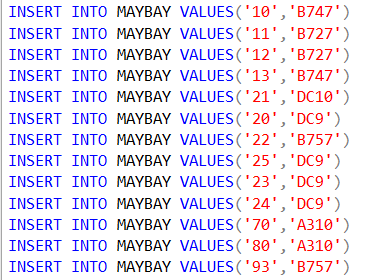 INSERT INTO MAYBAY VALUES('10','B747')
INSERT INTO MAYBAY VALUES('11','B727')
INSERT INTO MAYBAY VALUES('12','B727')
INSERT INTO MAYBAY VALUES('13','B747')
INSERT INTO MAYBAY VALUES('21','DC10')
INSERT INTO MAYBAY VALUES('20','DC9')
INSERT INTO MAYBAY VALUES('22','B757')
INSERT INTO MAYBAY VALUES('25','DC9')
INSERT INTO MAYBAY VALUES('23','DC9')
INSERT INTO MAYBAY VALUES('24','DC9')
INSERT INTO MAYBAY VALUES('70','A310')
INSERT INTO MAYBAY VALUES('80','A310')
INSERT INTO MAYBAY VALUES('93','B757')